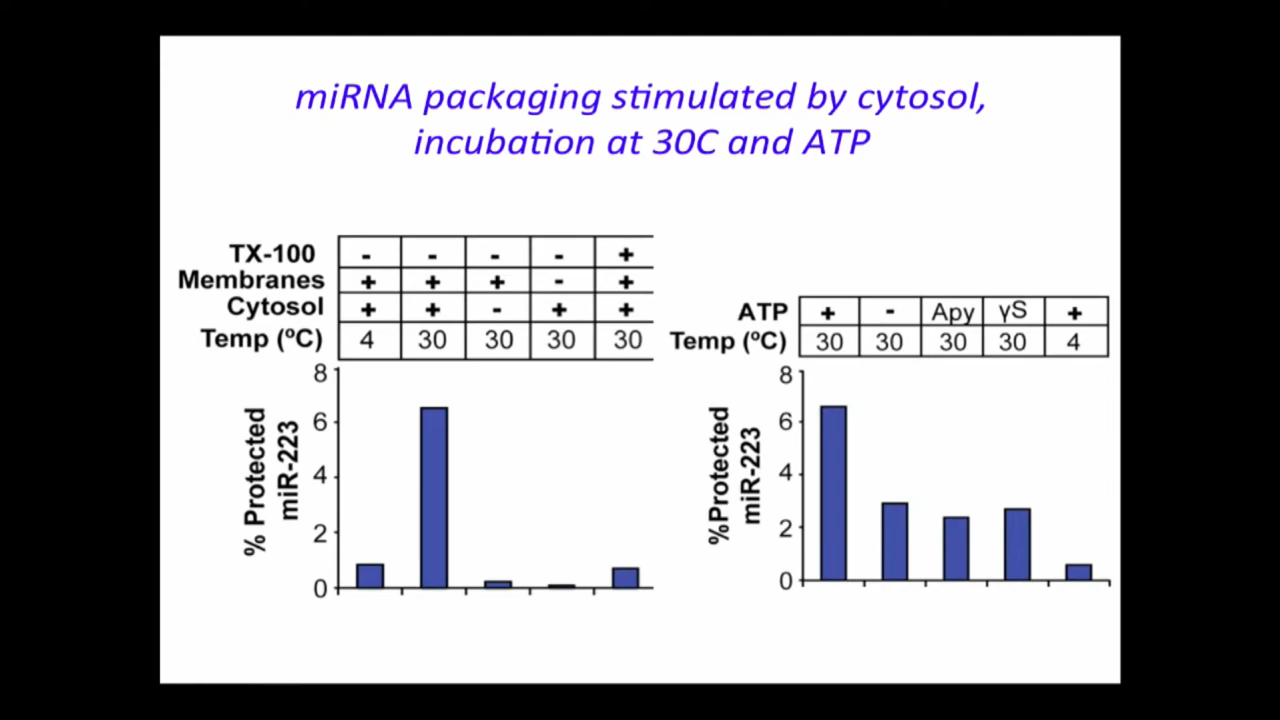 miRNA packaging stimulated by cytosol,
incubation at 30C and ATP
TX-100 - - - - +
Membranes + + + - +
Cytosol + + - + +
Temp (ºC) 4 30 30 30 30
8
6
4
2
0
% Protected
miR-223
ATP + - Apy γS +
Temp (ºC) 30 30 30 30 4
8
6
4
2
0
%Protected
miR-223